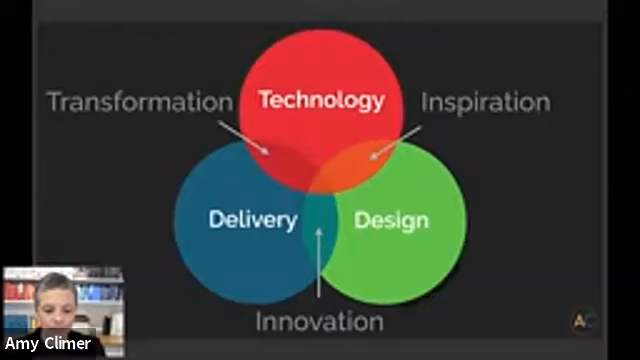 Transformation
Technology
Inspiration
Delivery
Design
Innovation
AC
Amy Climer